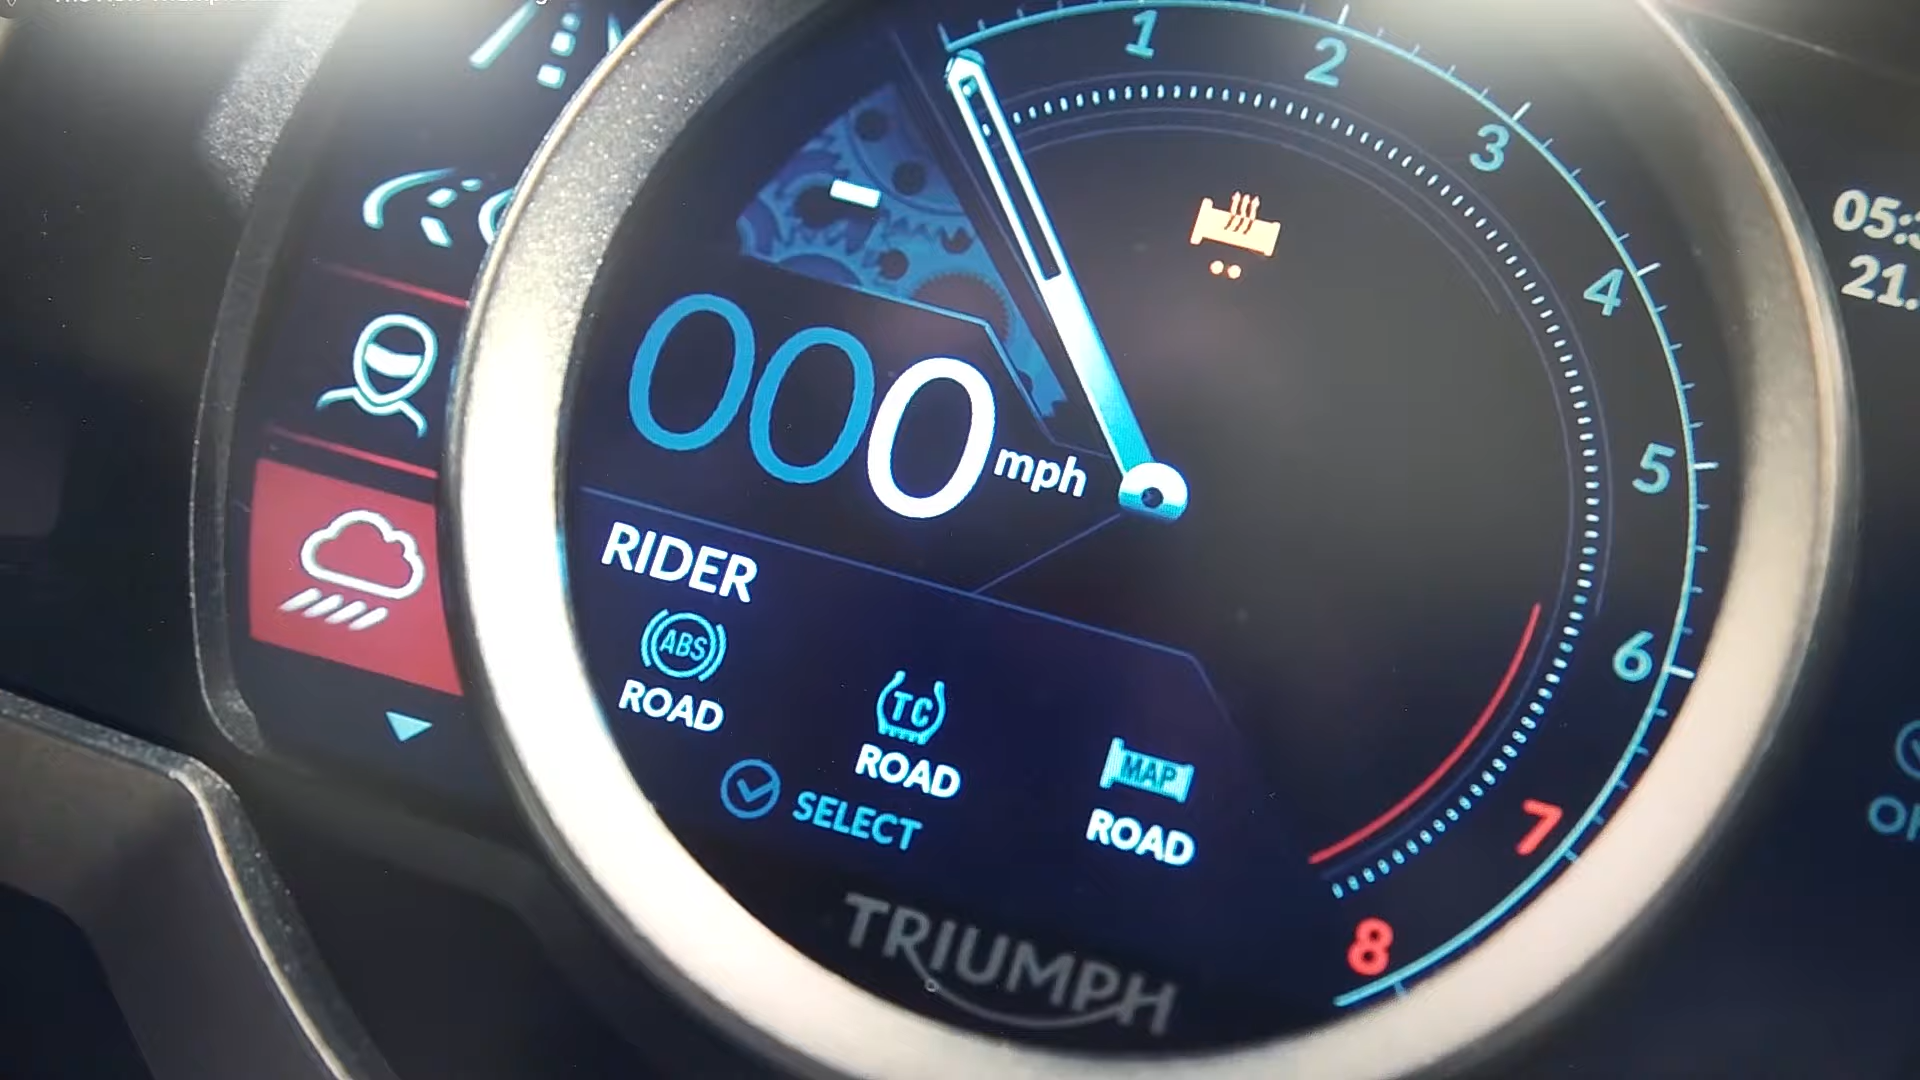 1
2
3
4
5
6
7
8
000 mph
RIDER
ABS
ROAD
TC
ROAD
MAP
ROAD
SELECT
TRIUMPH
05:
21.